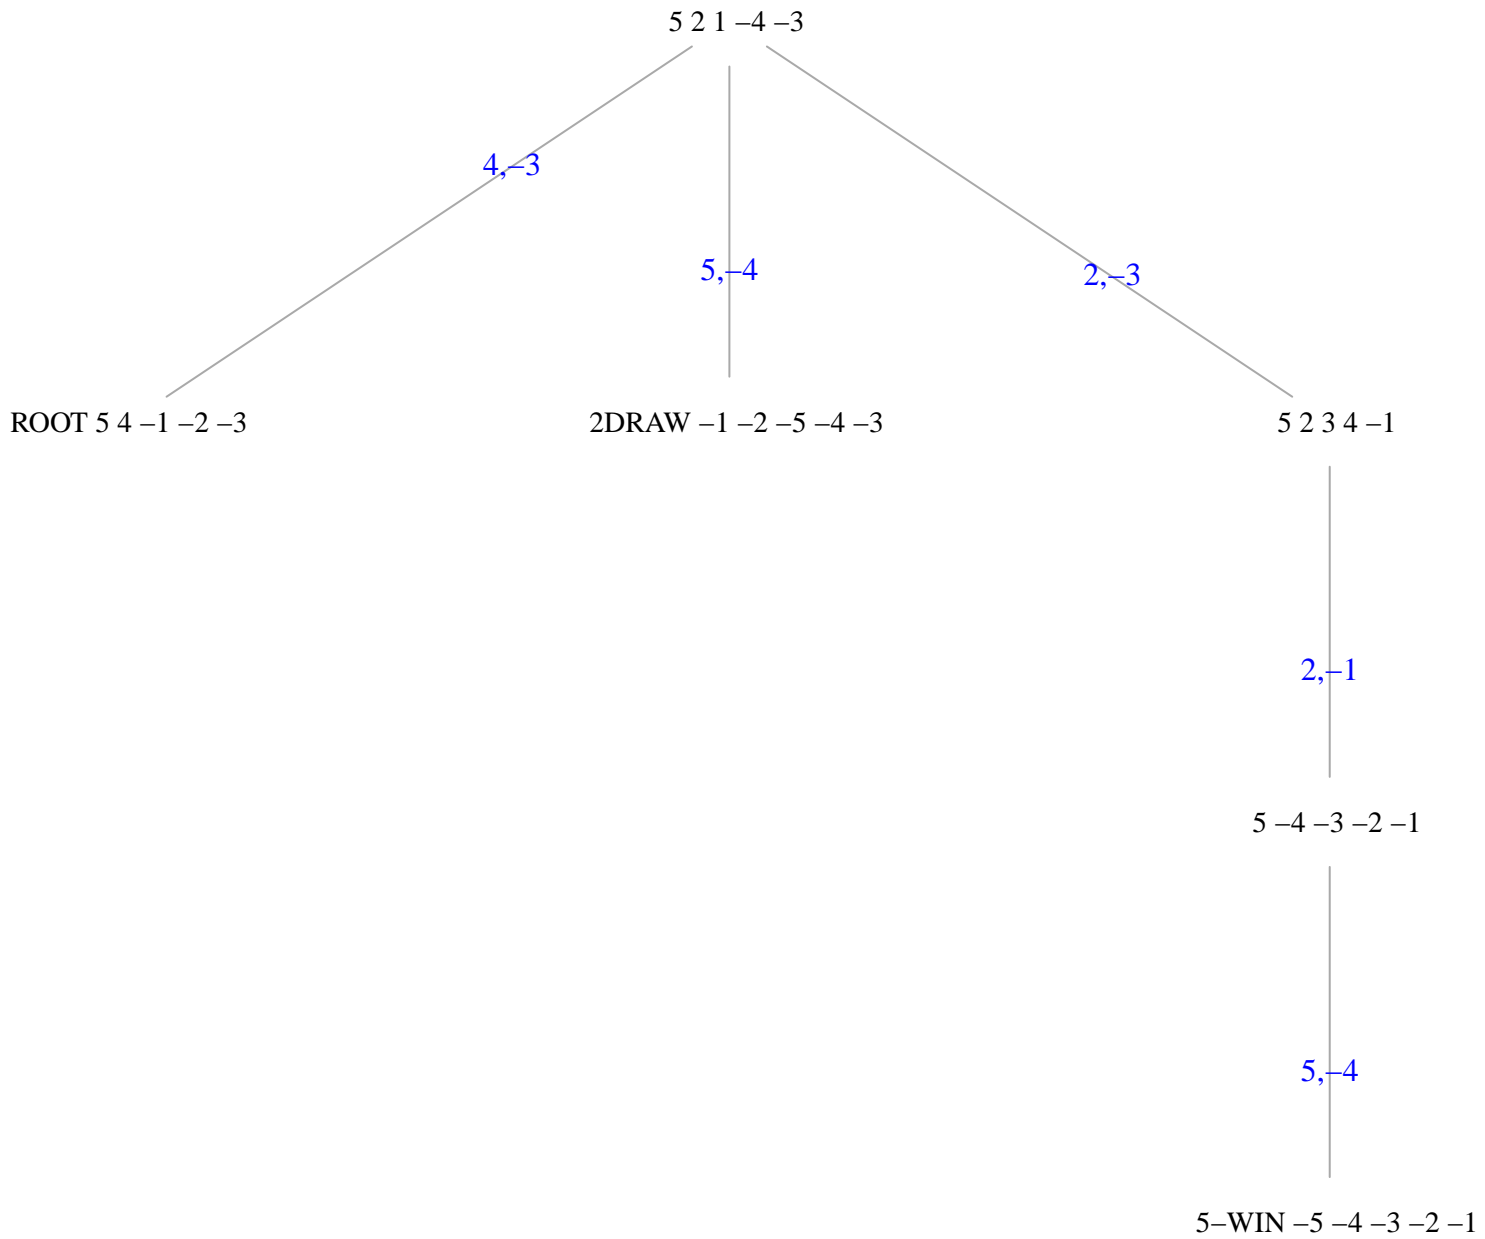 5 2 1 –4 –3
4,–3
5,–4
2,–3
ROOT 5 4 –1 –2 –3
2DRAW –1 –2 –5 –4 –3
5 2 3 4 –1
2,–1
5 –4 –3 –2 –1
5,–4
5–WIN –5 –4 –3 –2 –1